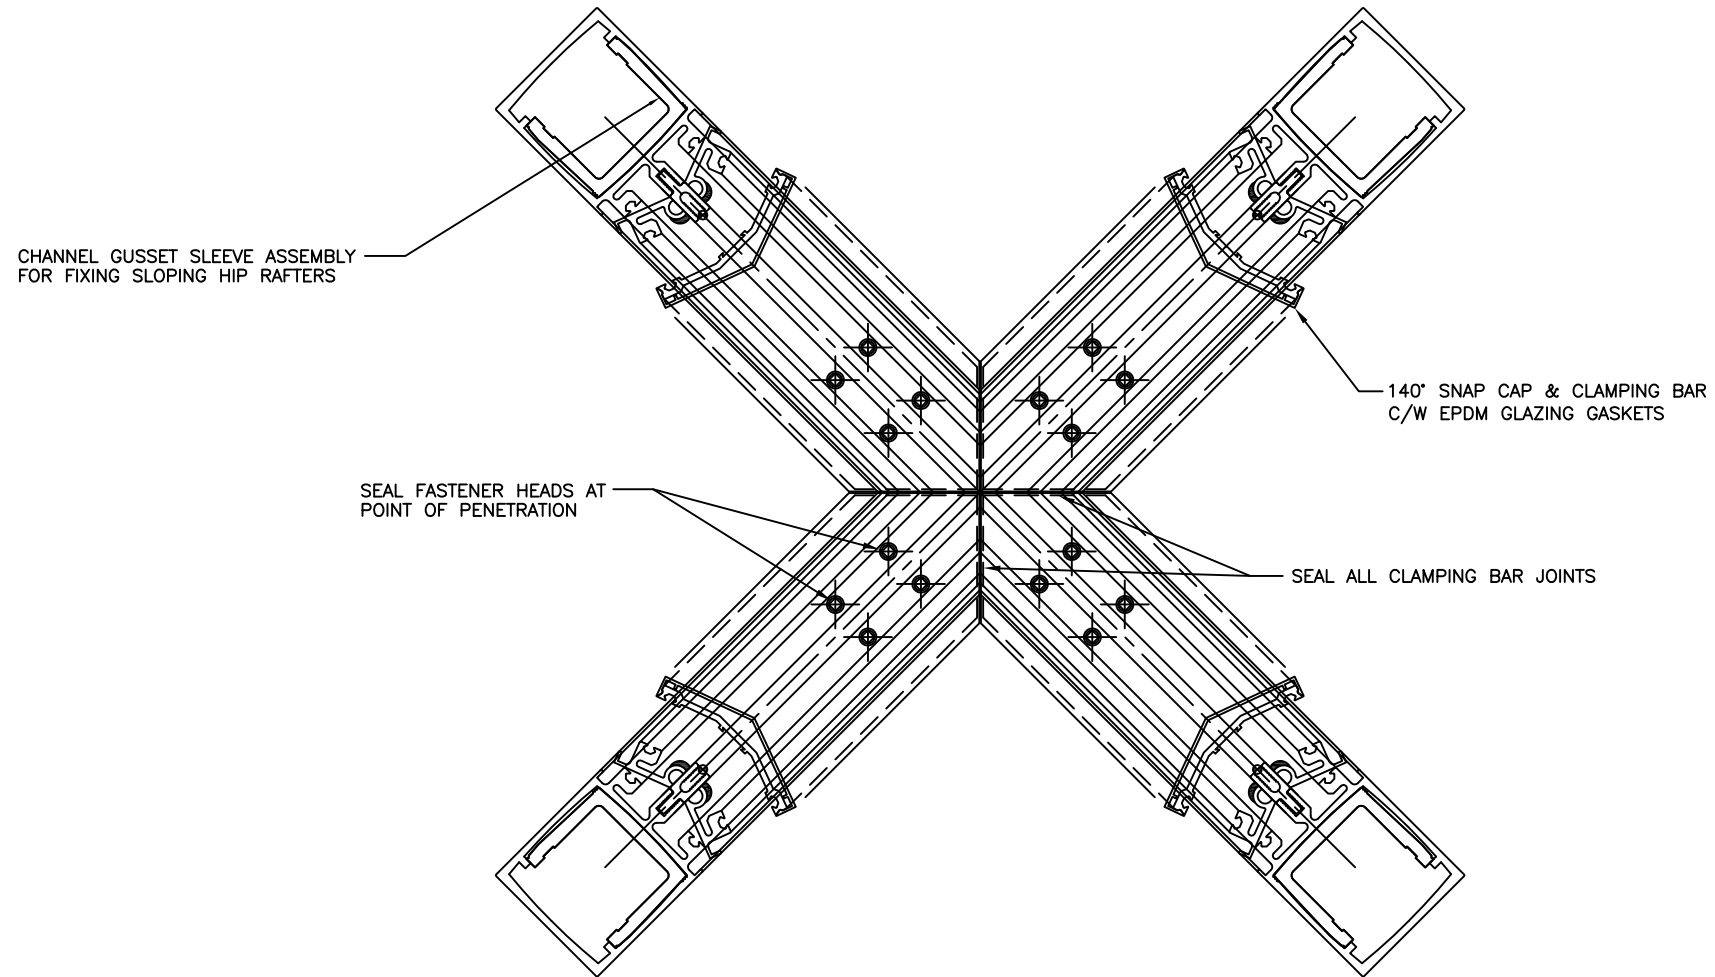 CHANNEL GUSSET SLEEVE ASSEMBLY
FOR FIXING SLOPING HIP RAFTERS
140° SNAP CAP & CLAMPING BAR
C/W EPDM GLAZING GASKETS
SEAL FASTENER HEADS AT
POINT OF PENETRATION
SEAL ALL CLAMPING BAR JOINTS